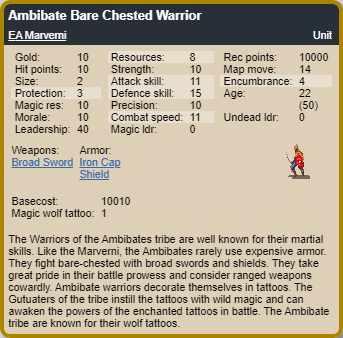 Ambibate Bare Chested Warrior
EA Marverni Unit
Gold: 10 Resources: 8 Rec points: 10000
Hit points: 10 Strength: 10 Map move: 14
Size: 2 Attack skill: 11 Encumbrance: 4
Protection: 3 Defence skill: 15 Age: 22
Magic res: 10 Precision: 10 (50)
Morale: 10 Combat speed: 11 Undead ldr: 0
Leadership: 40 Magic ldr: 0
Weapons: Armor:
Broad Sword Iron Cap
Shield
Basecost: 10010
Magic wolf tattoo: 1
The Warriors of the Ambibates tribe are well known for their martial
skills. Like the Marverni, the Ambibates rarely use expensive armor.
They fight bare-chested with broad swords and shields. They take
great pride in their battle prowess and consider ranged weapons
cowardly. Ambibate warriors decorate themselves in tattoos. The
Gutuaters of the tribe instill the tattoos with wild magic and can
awaken the powers of the enchanted tattoos in battle. The Ambibate
tribe are known for their wolf tattoos.